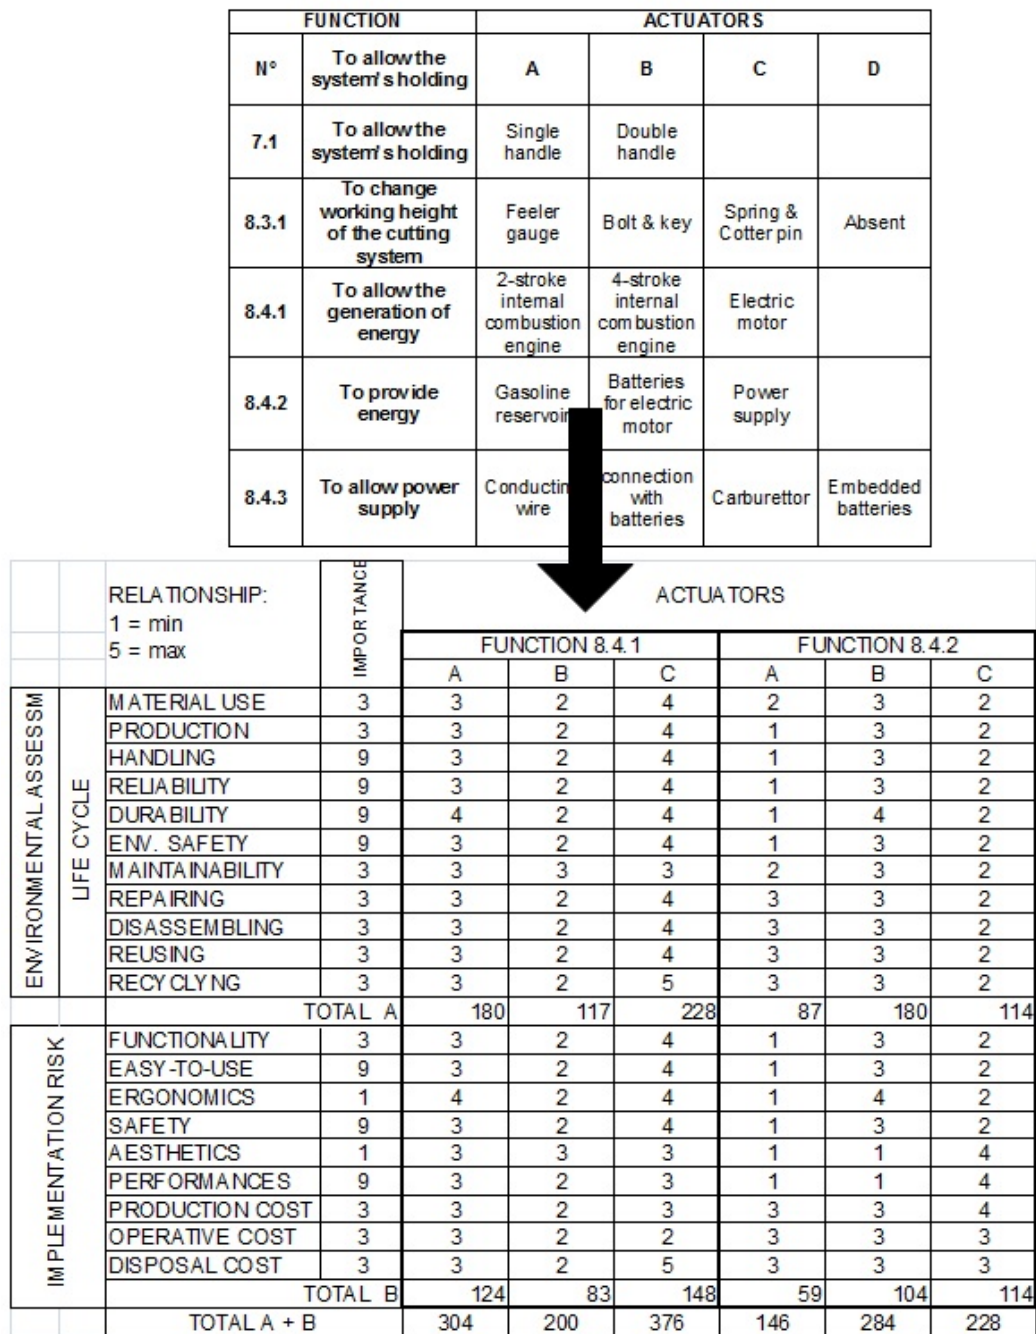 FUNCTION ACTUATORS
N° To allow the system's holding A B C D
7.1 To allow the system's holding Single handle Double handle
8.3.1 To change working height of the cutting system Feeler gauge Bolt & key Spring & Cotter pin Absent
8.4.1 To allow the generation of energy 2-stroke internal combustion engine 4-stroke internal combustion engine Electric motor
8.4.2 To provide energy Gasoline reservoir Batteries for electric motor Power supply
8.4.3 To allow power supply Conductin wire connection with batteries Carburettor Embedded batteries
RELATIONSHIP:
1 = min
5 = max
IMPORTANCE
ACTUATORS
FUNCTION 8.4.1 FUNCTION 8.4.2
A B C A B C
ENVIRONMENTAL ASSESSM
LIFE CYCLE
MATERIAL USE 3 3 2 4 2 3 2
PRODUCTION 3 3 2 4 1 3 2
HANDLING 9 3 2 4 1 3 2
RELIABILITY 9 3 2 4 1 3 2
DURABILITY 9 4 2 4 1 4 2
ENV. SAFETY 9 3 2 4 1 3 2
MAINTAINABILITY 3 3 3 3 2 3 2
REPAIRING 3 3 2 4 3 3 2
DISASSEMBLING 3 3 2 4 3 3 2
REUSING 3 3 2 4 3 3 2
RECYCLYNG 3 3 2 5 3 3 2
TOTAL A 180 117 228 87 180 114
IMPLEMENTATION RISK
FUNCTIONALITY 3 3 2 4 1 3 2
EASY-TO-USE 9 3 2 4 1 3 2
ERGONOMICS 1 4 2 4 1 4 2
SAFETY 9 3 2 4 1 3 2
AESTHETICS 1 3 3 3 1 1 4
PERFORMANCES 9 3 2 3 1 1 4
PRODUCTION COST 3 3 2 3 3 3 4
OPERATIVE COST 3 3 2 2 3 3 3
DISPOSAL COST 3 3 2 5 3 3 3
TOTAL B 124 83 148 59 104 114
TOTAL A + B 304 200 376 146 284 228